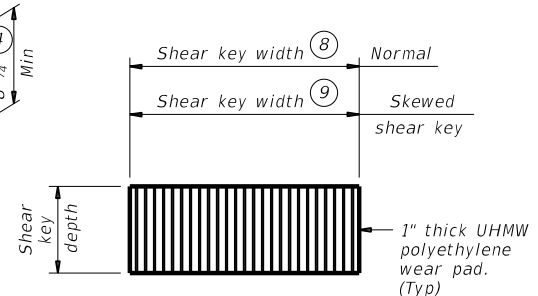 Min
Shear key width 8
Normal
Shear key width 9
Skewed
shear key
Shear
key
depth
1" thick UHMW
polyethylene
wear pad.
(Typ)